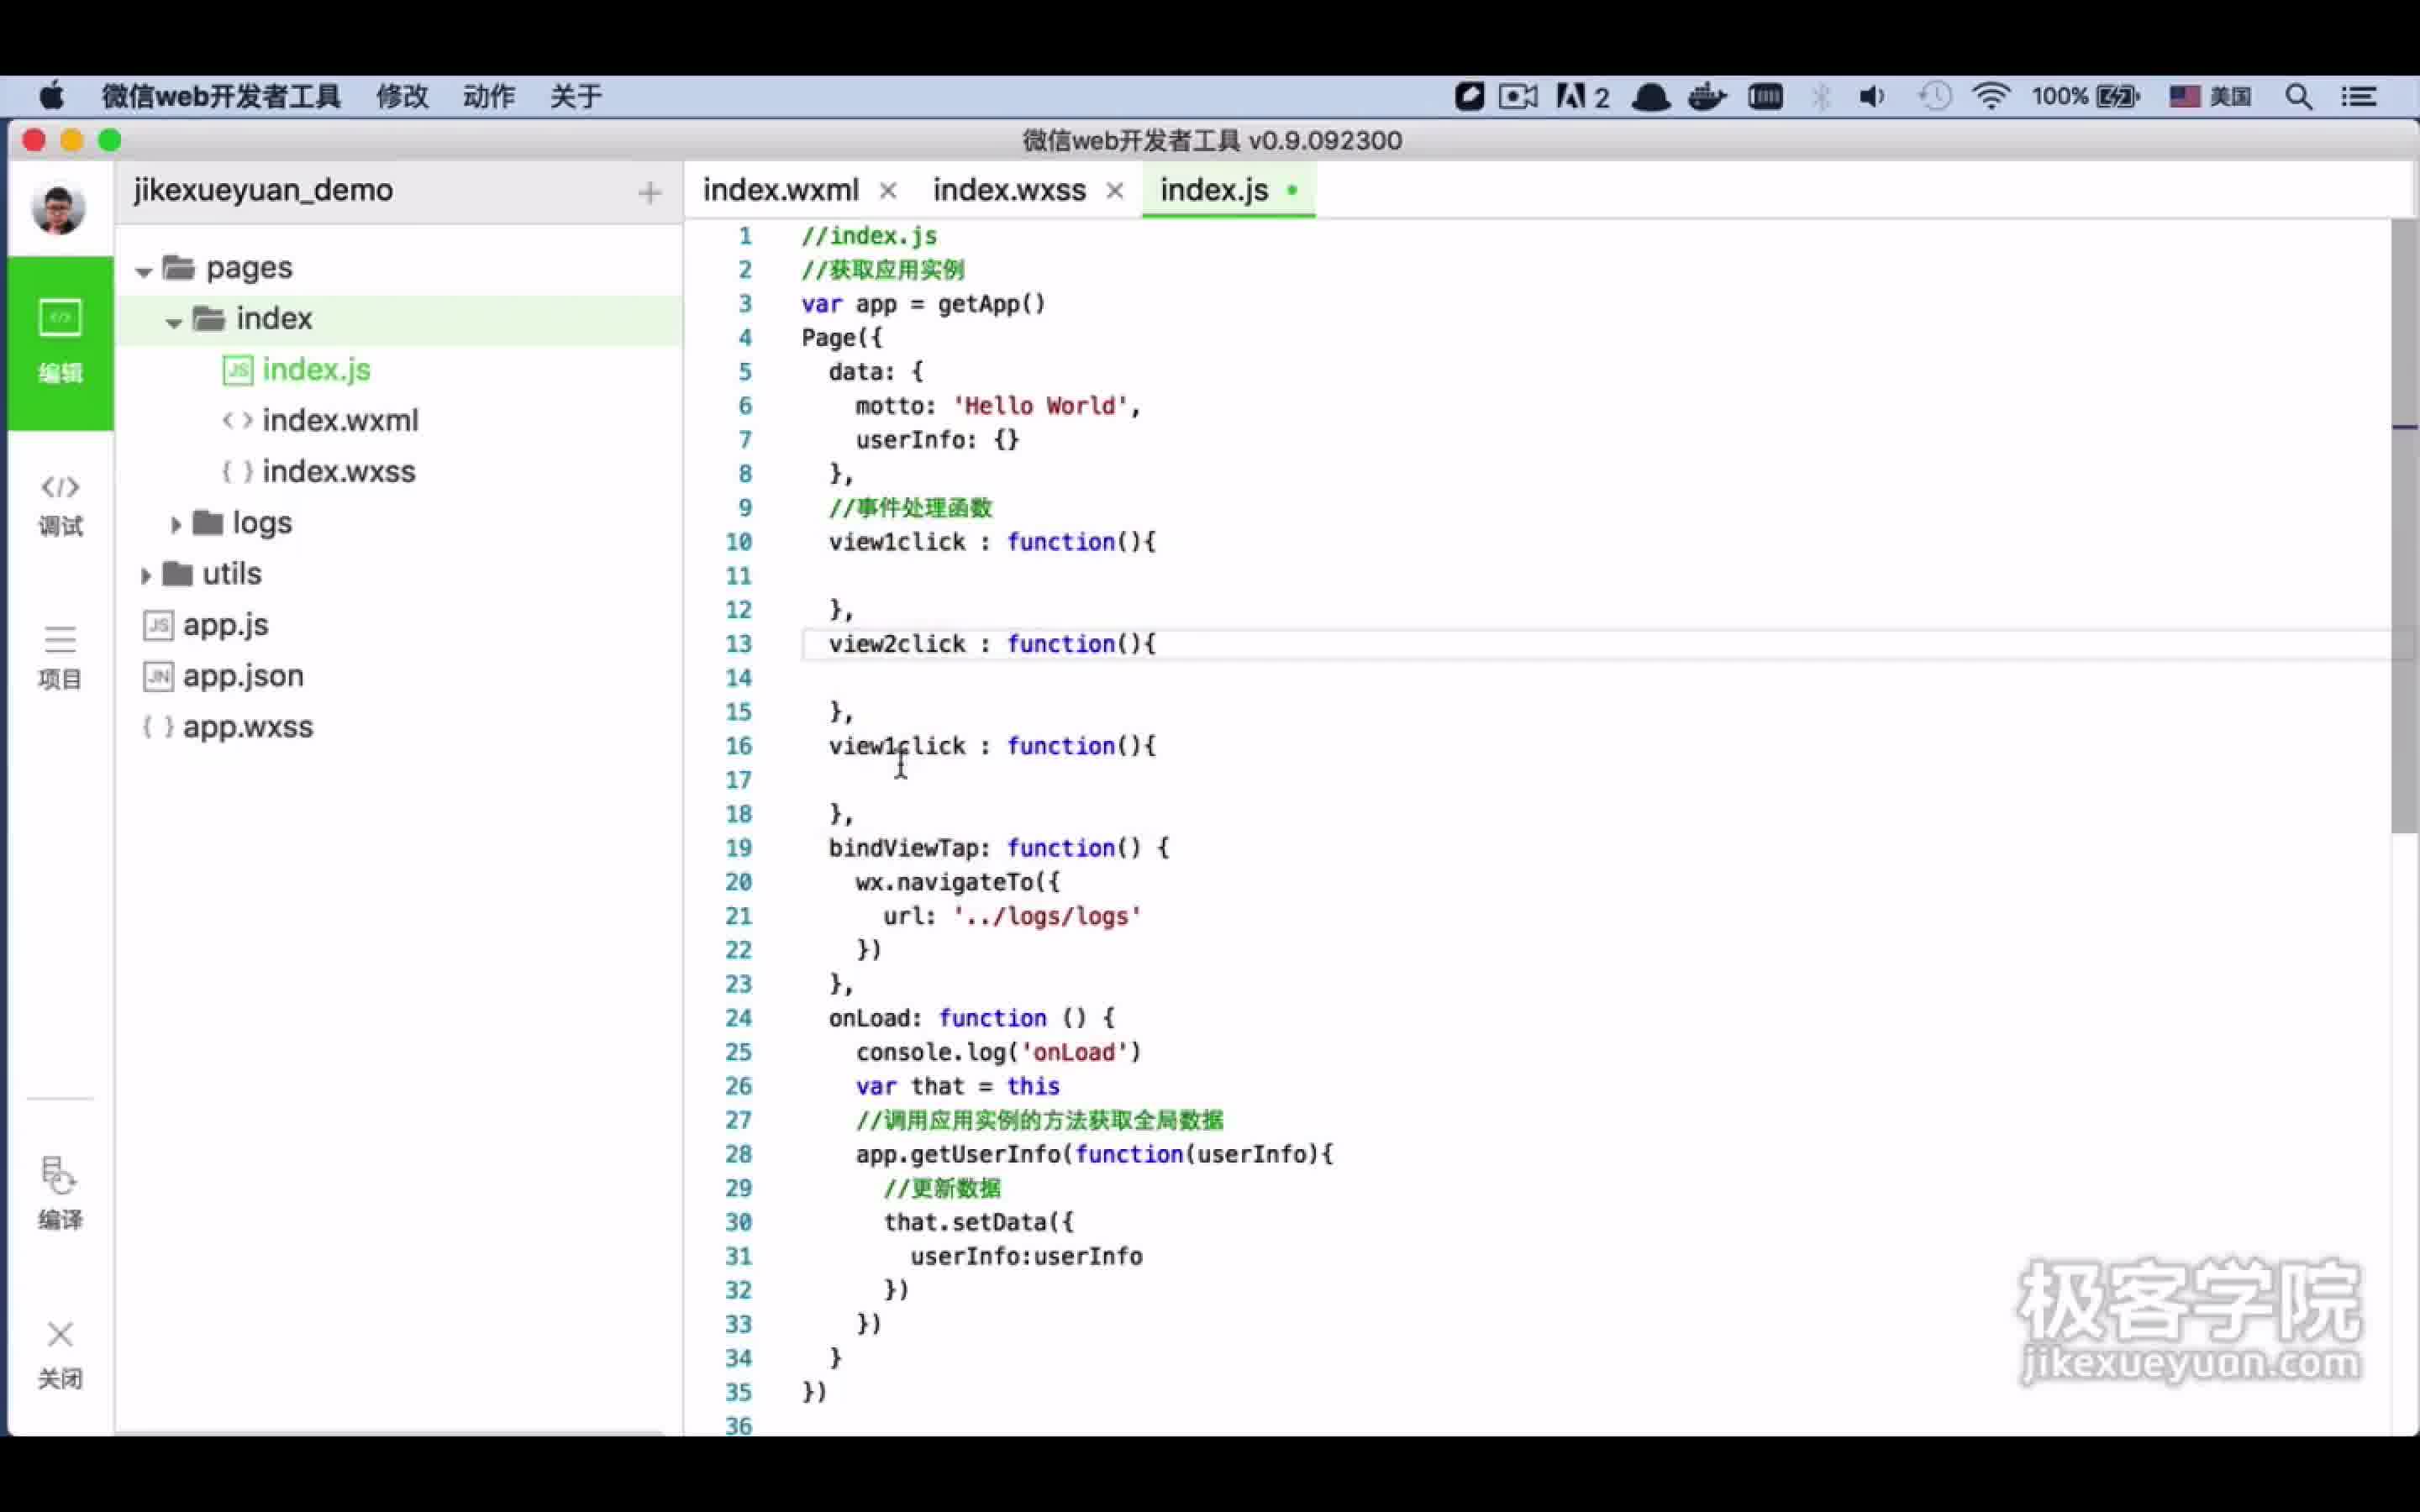 微信web开发者工具 修改 动作 关于 2 100% 美国
微信web开发者工具 v0.9.092300
jikexueyuan_demo
index.wxml index.wxss index.js
pages
index
JS index.js
index.wxml
index.wxss
logs
utils
JS app.js
JN app.json
app.wxss
编辑
调试
项目
编译
关闭
1 //index.js
2 //获取应用实例
3 var app = getApp()
4 Page({
5 data: {
6 motto: 'Hello World',
7 userInfo: {}
8 },
9 //事件处理函数
10 view1click : function(){
11
12 },
13 view2click : function(){
14
15 },
16 view1click : function(){
17
18 },
19 bindViewTap: function() {
20 wx.navigateTo({
21 url: '../logs/logs'
22 })
23 },
24 onLoad: function () {
25 console.log('onLoad')
26 var that = this
27 //调用应用实例的方法获取全局数据
28 app.getUserInfo(function(userInfo){
29 //更新数据
30 that.setData({
31 userInfo:userInfo
32 })
33 })
34 }
35 })
36
极客学院
jikexueyuan.com